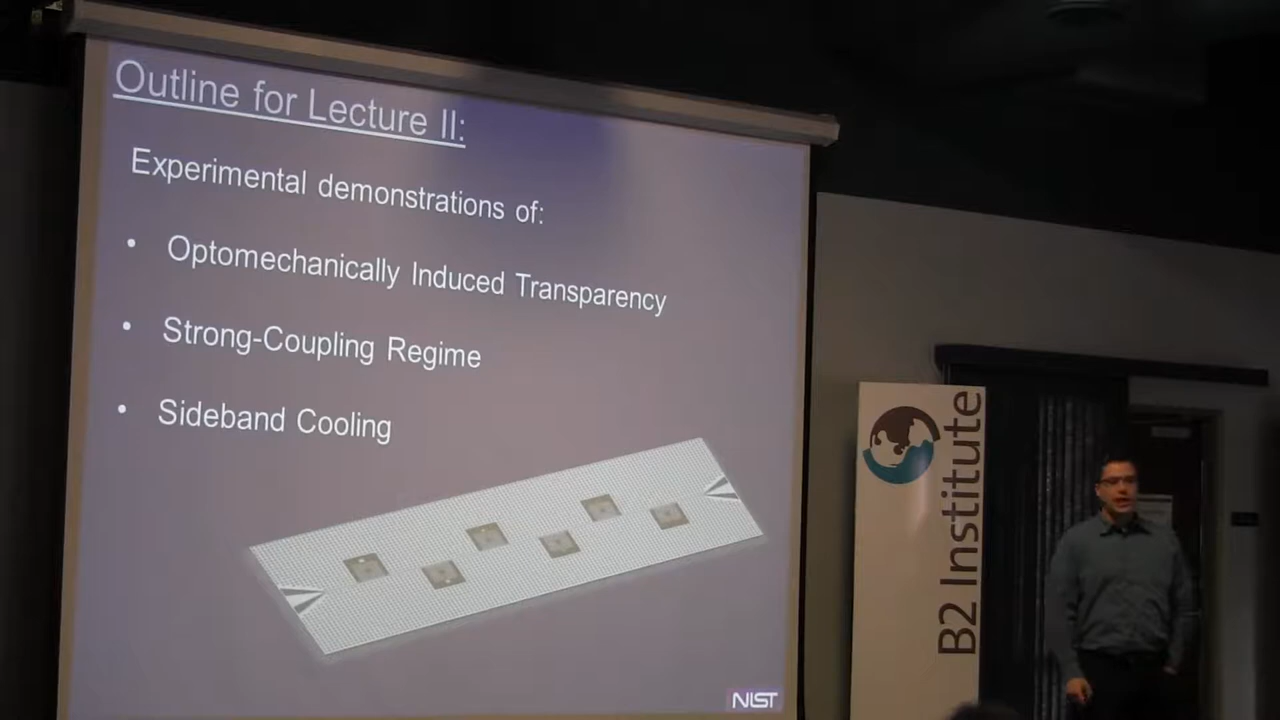 Outline for Lecture II:
Experimental demonstrations of:
• Optomechanically Induced Transparency
• Strong-Coupling Regime
• Sideband Cooling
NIST
B2 Institute